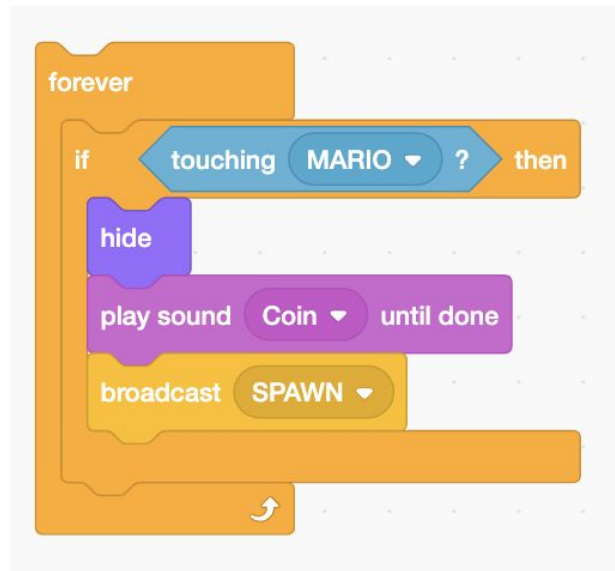 forever
if touching MARIO ? then
hide
play sound Coin until done
broadcast SPAWN